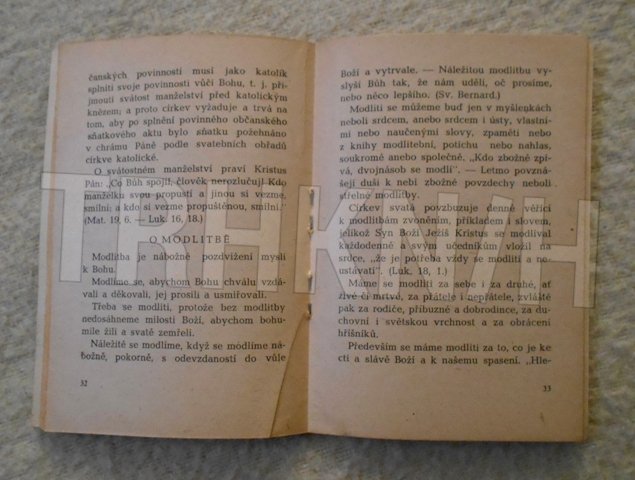 čanských povinností musí jako katolík
splniti svoje povinnosti vůči Bohu, t. j. při-
jmouti svátost manželství před katolickým
knězem; a proto církev vyžaduje a trvá na
tom, aby po splnění povinného občanského
sňatkového aktu bylo sňatku požehnáno
v chrámu Páně podle svatebních obřadů
církve katolické.
O svátostném manželství praví Kristus
Pán: „Co Bůh spojil, člověk nerozlučuj! Kdo
manželku svou propustí a jinou si vezme,
smilní; a kdo si vezme propuštěnou, smilní.“
(Mat. 19, 6. — Luk. 16, 18.)
O MODLITBĚ
Modlitba je nábožné pozdvižení mysli
k Bohu.
Modlíme se, abychom Bohu chválu vzdá-
vali a děkovali, jej prosili a usmiřovali.
Třeba se modliti, protože bez modlitby
nedosáhneme milosti Boží, abychom bohu-
mile žili a svatě zemřeli.
Náležitě se modlíme, když se modlíme ná-
božně, pokorně, s odevzdaností do vůle
32
Boží a vytrvale. — Náležitou modlitbu vy-
slyší Bůh tak, že nám udělí, oč prosíme,
nebo něco lepšího. (Sv. Bernard.)
Modliti se můžeme buď jen v myšlenkách
neboli srdcem, anebo srdcem i ústy, vlastní-
mi nebo naučenými slovy, zpaměti nebo
z knihy modlitební, potichu nebo nahlas,
soukromě anebo společně. „Kdo zbožně zpí-
vá, dvojnásob se modlí“ — Letmo povzná-
šejí duši k nebi zbožné povzdechy neboli
střelné modlitby.
Církev svatá povzbuzuje denně věřící
k modlitbám zvoněním, příkladem i slovem,
jelikož Syn Boží Ježíš Kristus se modlíval
každodenně a svým učedníkům vložil na
srdce, „že je potřeba vždy se modliti a ne-
ustávati“. (Luk. 18, 1.)
Máme se modliti za sebe i za druhé, ať
živé či mrtvé, za přátele i nepřátele, zvláště
pak za rodiče, příbuzné a dobrodince, za du-
chovní i světskou vrchnost a za obrácení
hříšníků.
Především se máme modliti za to, co je ke
cti a slávě Boží a k našemu spasení. „Hle-
33
TRHKNIH